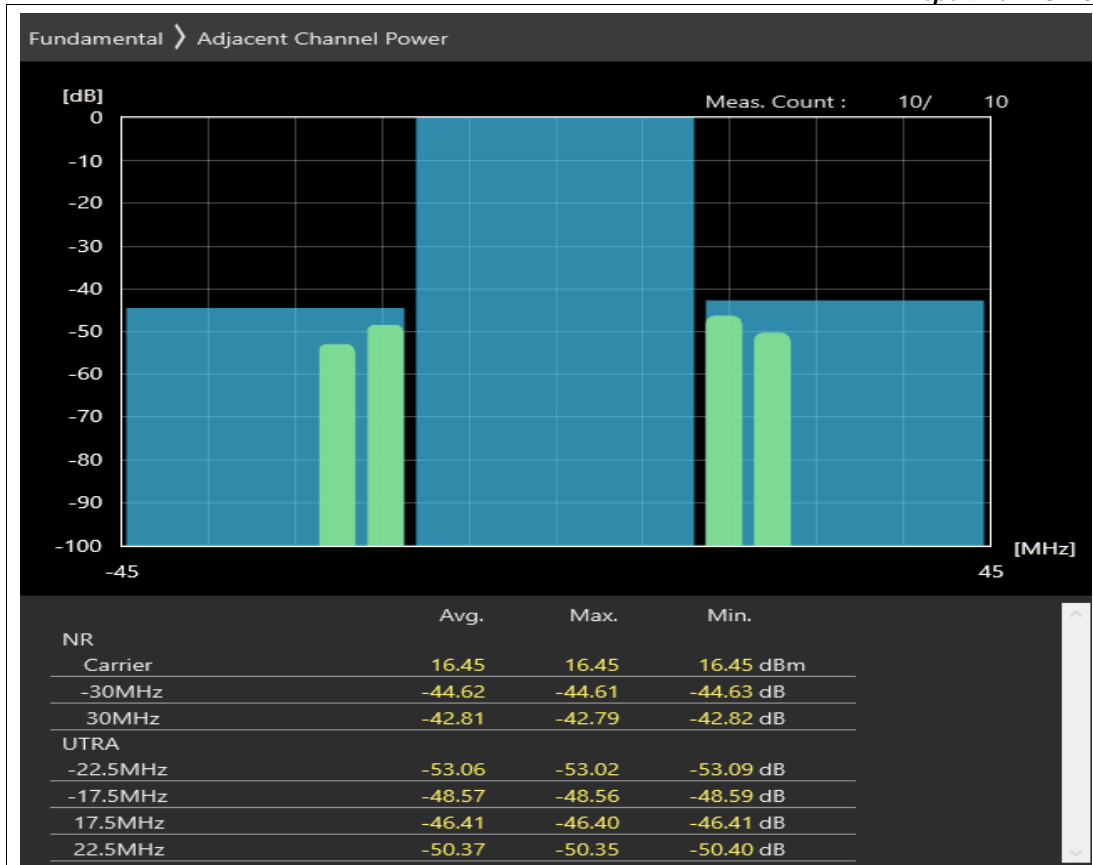 Fundamental ❭ Adjacent Channel Power
[dB]
Meas. Count : 10/ 10
0
-10
-20
-30
-40
-50
-60
-70
-80
-90
-100
[MHz]
-45 45
Avg. Max. Min.
NR
Carrier 16.45 16.45 16.45 dBm
-30MHz -44.62 -44.61 -44.63 dB
30MHz -42.81 -42.79 -42.82 dB
UTRA
-22.5MHz -53.06 -53.02 -53.09 dB
-17.5MHz -48.57 -48.56 -48.59 dB
17.5MHz -46.41 -46.40 -46.41 dB
22.5MHz -50.37 -50.35 -50.40 dB